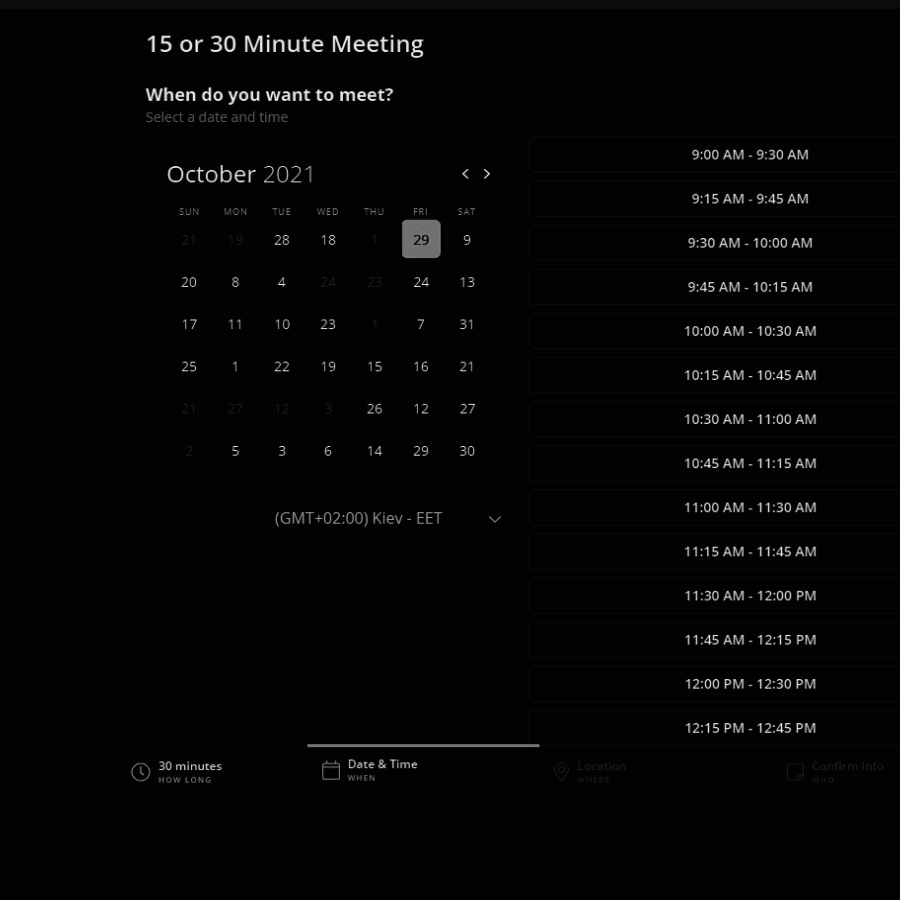 15 or 30 Minute Meeting
When do you want to meet?
Select a date and time
October 2021
SUN MON TUE WED THU FRI SAT
21 19 28 18 1 29 9
20 8 4 24 23 24 13
17 11 10 23 1 7 31
25 1 22 19 15 16 21
21 27 12 3 26 12 27
2 5 3 6 14 29 30
(GMT+02:00) Kiev - EET
9:00 AM - 9:30 AM
9:15 AM - 9:45 AM
9:30 AM - 10:00 AM
9:45 AM - 10:15 AM
10:00 AM - 10:30 AM
10:15 AM - 10:45 AM
10:30 AM - 11:00 AM
10:45 AM - 11:15 AM
11:00 AM - 11:30 AM
11:15 AM - 11:45 AM
11:30 AM - 12:00 PM
11:45 AM - 12:15 PM
12:00 PM - 12:30 PM
12:15 PM - 12:45 PM
30 minutes
HOW LONG
Date & Time
WHEN
Location
WHERE
Confirm Info
WHO